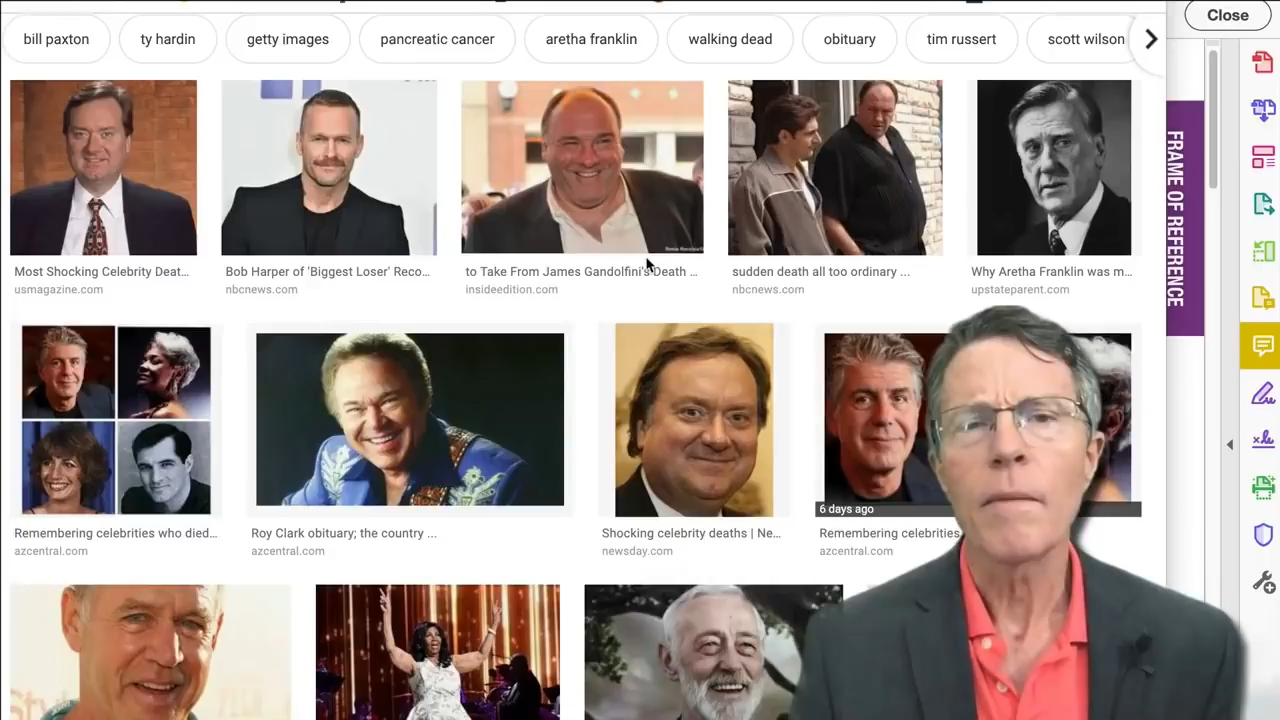 Close
bill paxton
ty hardin
getty images
pancreatic cancer
aretha franklin
walking dead
obituary
tim russert
scott wilson
FRAME OF REFERENCE
Most Shocking Celebrity Deat...
usmagazine.com
Bob Harper of 'Biggest Loser' Reco...
nbcnews.com
to Take From James Gandolfini's Death ...
insideedition.com
sudden death all too ordinary ...
nbcnews.com
Why Aretha Franklin was m...
upstateparent.com
Remembering celebrities who died...
azcentral.com
Roy Clark obituary; the country ...
azcentral.com
Shocking celebrity deaths | Ne...
newsday.com
6 days ago
Remembering celebrities
azcentral.com